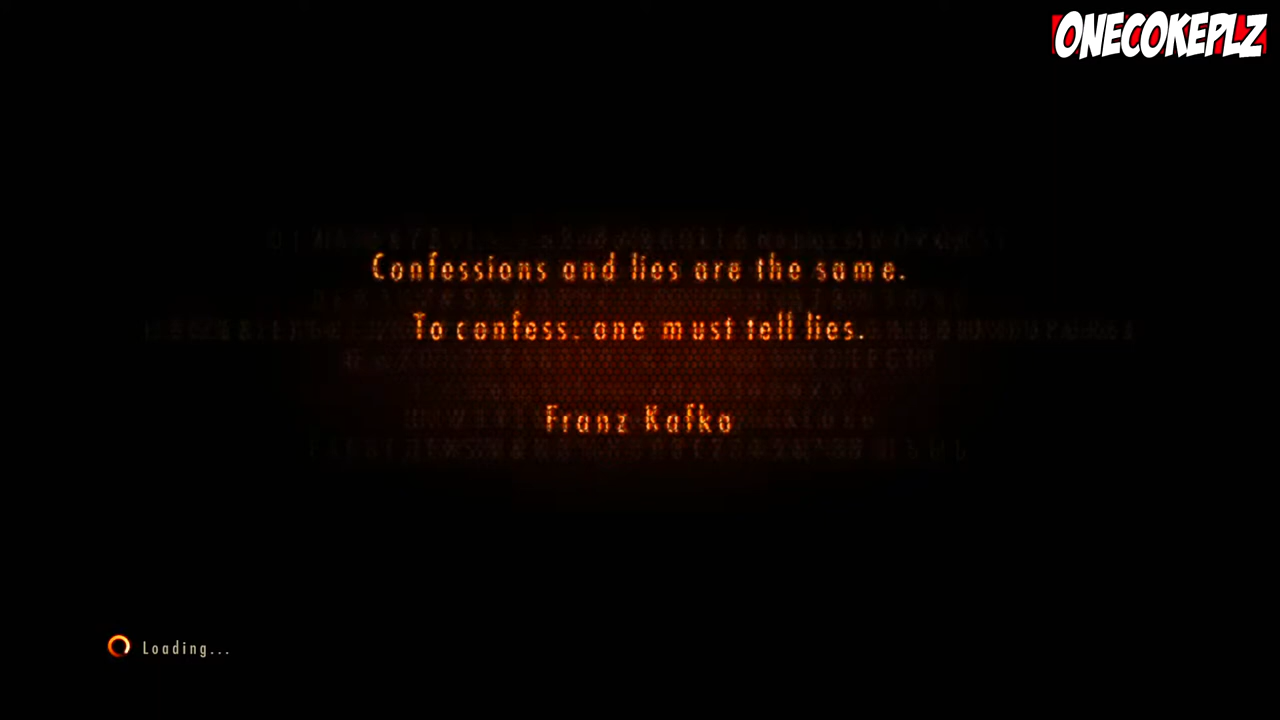 ONECOKEPLZ
Confessions and lies are the same.
To confess, one must tell lies.
Franz Kafka
Loading...